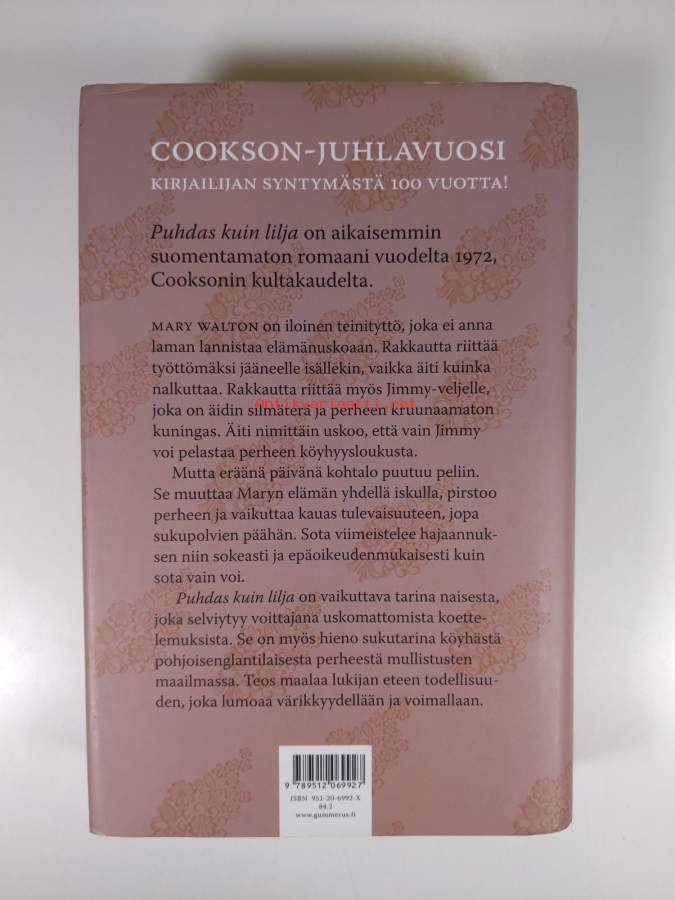 COOKSON-JUHLAVUOSI
KIRJAILIJAN SYNTYMÄSTÄ 100 VUOTTA!
Puhdas kuin lilja on aikaisemmin
suomentamaton romaani vuodelta 1972,
Cooksonin kultakaudelta.
MARY WALTON on iloinen teinityttö, joka ei anna
laman lannistaa elämänuskoaan. Rakkautta riittää
työttömäksi jääneelle isällekin, vaikka äiti kuinka
nalkuttaa. Rakkautta riittää myös Jimmy-veljelle,
Antikvariaatti.net
joka on äidin silmäterä ja perheen kruunaamaton
kuningas. Äiti nimittäin uskoo, että vain Jimmy
voi pelastaa perheen köyhyysloukusta.
Mutta eräänä päivänä kohtalo puutuu peliin.
Se muuttaa Maryn elämän yhdellä iskulla, pirstoo
perheen ja vaikuttaa kauas tulevaisuuteen, jopa
sukupolvien päähän. Sota viimeistelee hajaannuk-
sen niin sokeasti ja epäoikeudenmukaisesti kuin
sota vain voi.
Puhdas kuin lilja on vaikuttava tarina naisesta,
joka selviytyy voittajana uskomattomista koette-
lemuksista. Se on myös hieno sukutarina köyhästä
pohjoisenglantilaisesta perheestä mullistusten
maailmassa. Teos maalaa lukijan eteen todellisuu-
den, joka lumoaa värikkyydellään ja voimallaan.
9 789512 069927
ISBN 951-20-6992-X
84.2
www.gummerus.fi